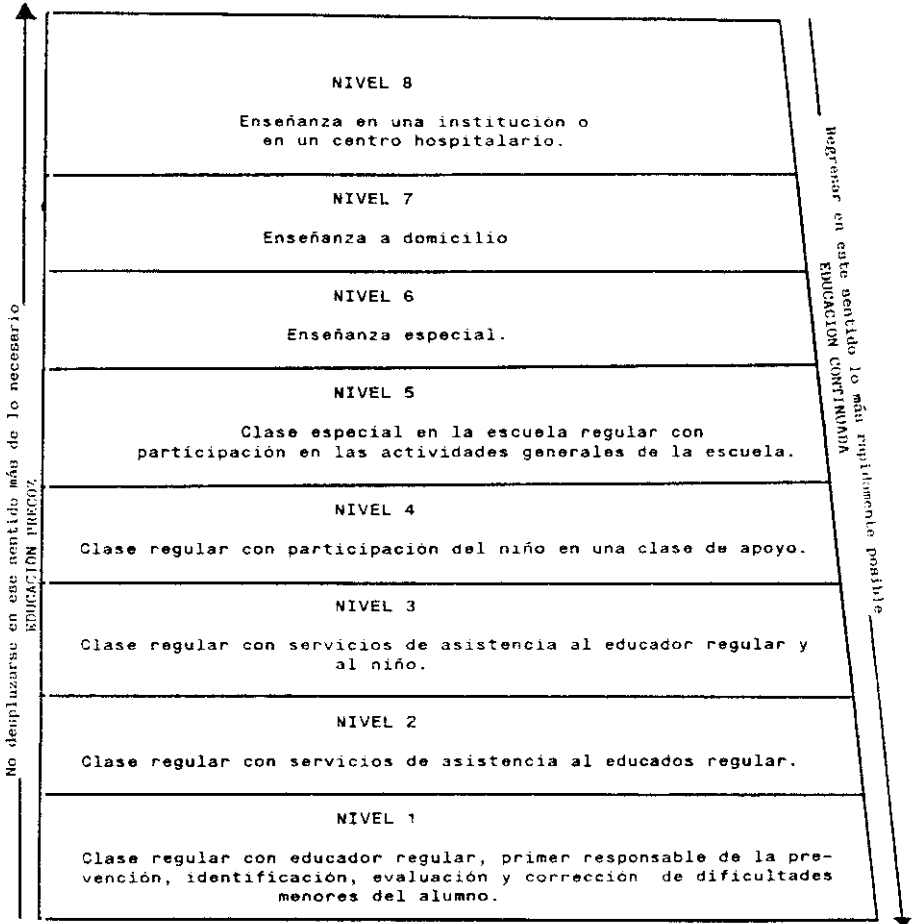 NIVEL 8
Enseñanza en una institución o
en un centro hospitalario.
NIVEL 7
Enseñanza a domicilio
NIVEL 6
Enseñanza especial.
NIVEL 5
Clase especial en la escuela regular con
participación en las actividades generales de la escuela.
NIVEL 4
Clase regular con participación del niño en una clase de apoyo.
NIVEL 3
Clase regular con servicios de asistencia al educador regular y
al niño.
NIVEL 2
Clase regular con servicios de asistencia al educados regular.
NIVEL 1
Clase regular con educador regular, primer responsable de la pre-
vención, identificación, evaluación y corrección de dificultades
menores del alumno.
No desplazarse en ese sentido más de lo necesario
EDUCACIÓN PRECOZ
Regresar en este sentido lo más rapidamente posible
EDUCACION CONTINUADA